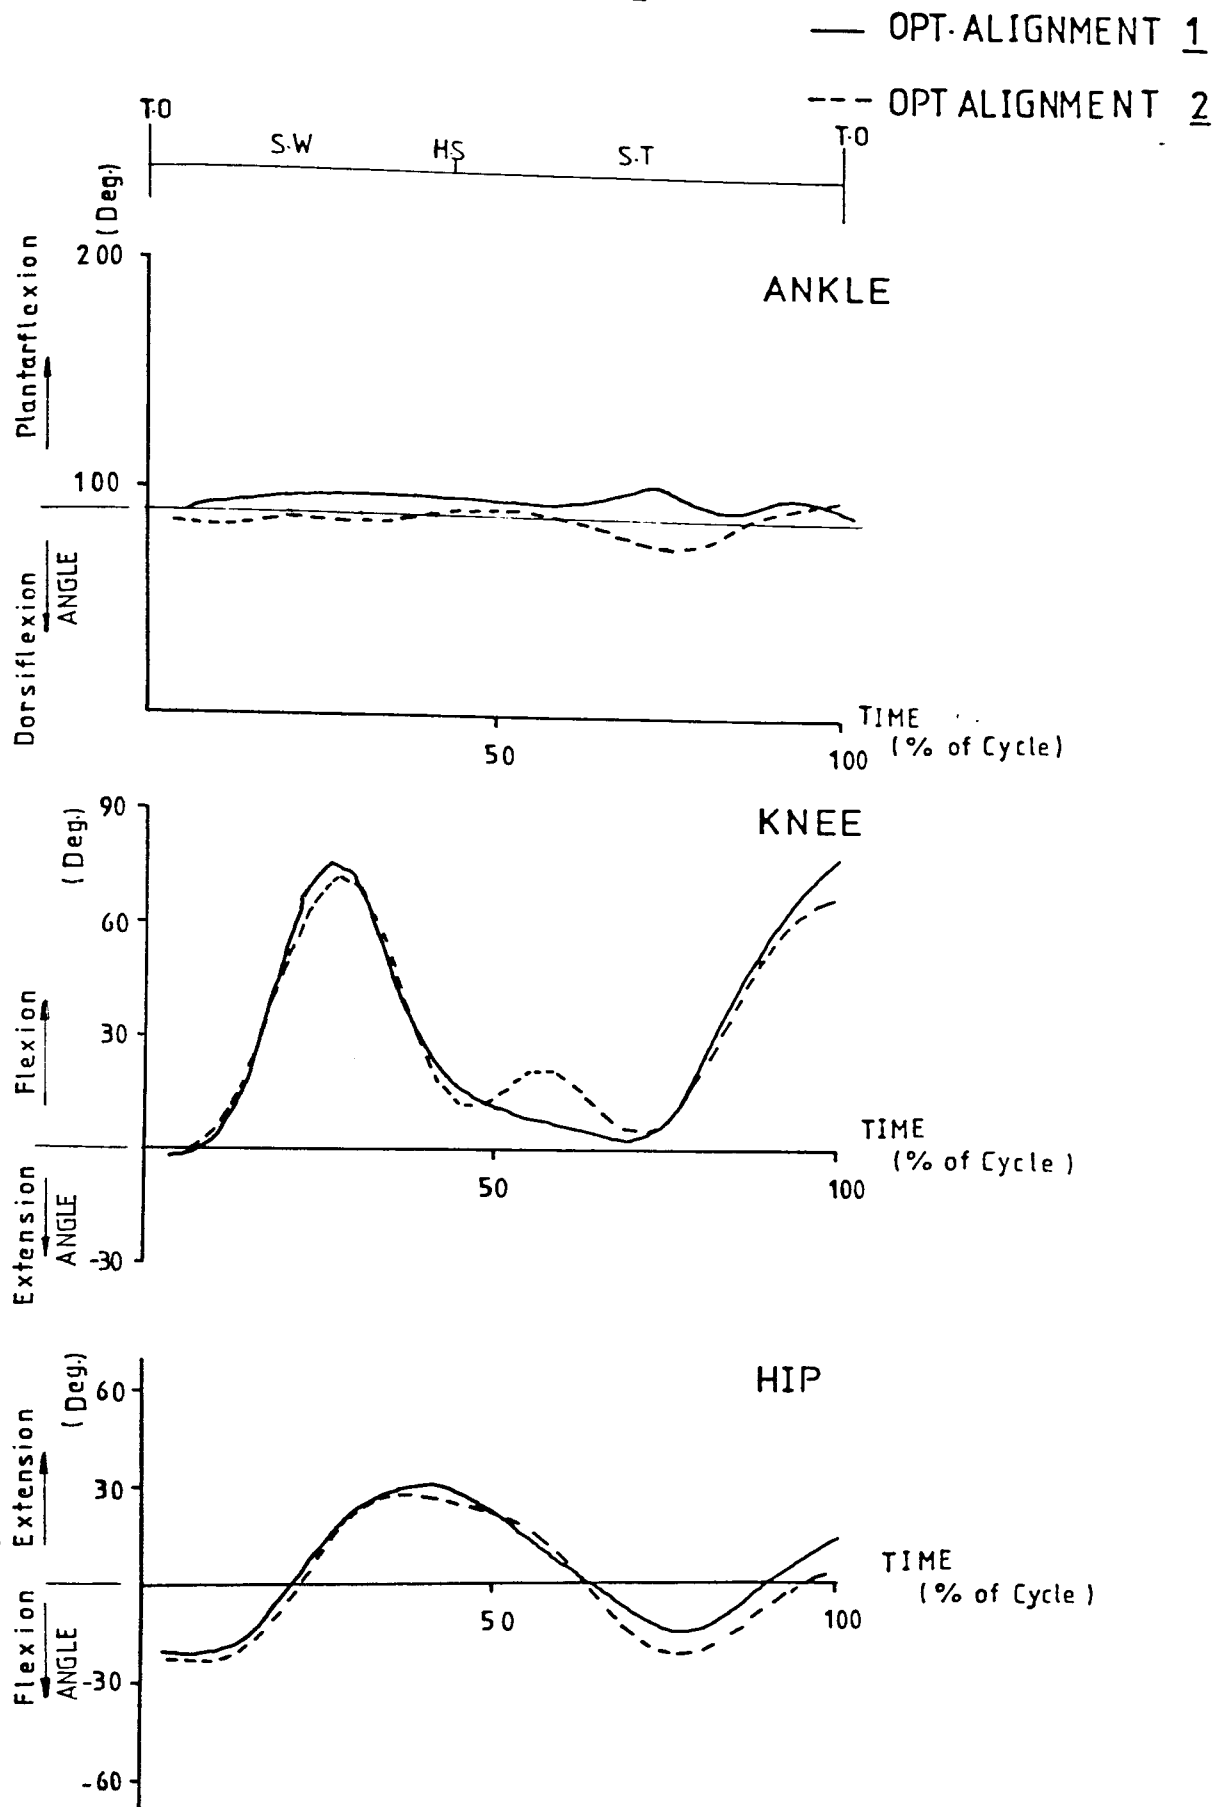 OPT. ALIGNMENT 1
OPT ALIGNMENT 2
T.O
S.W
HS
S.T
T.O
(Deg.)
200
ANKLE
Plantarflexion
100
ANGLE
Dorsiflexion
TIME
(% of Cycle)
50
100
90
(Deg.)
KNEE
60
30
Flexion
TIME
(% of Cycle)
50
100
Extension
ANGLE
-30
(Deg.)
HIP
60
30
Extension
TIME
(% of Cycle)
50
100
Flexion
ANGLE
-30
-60